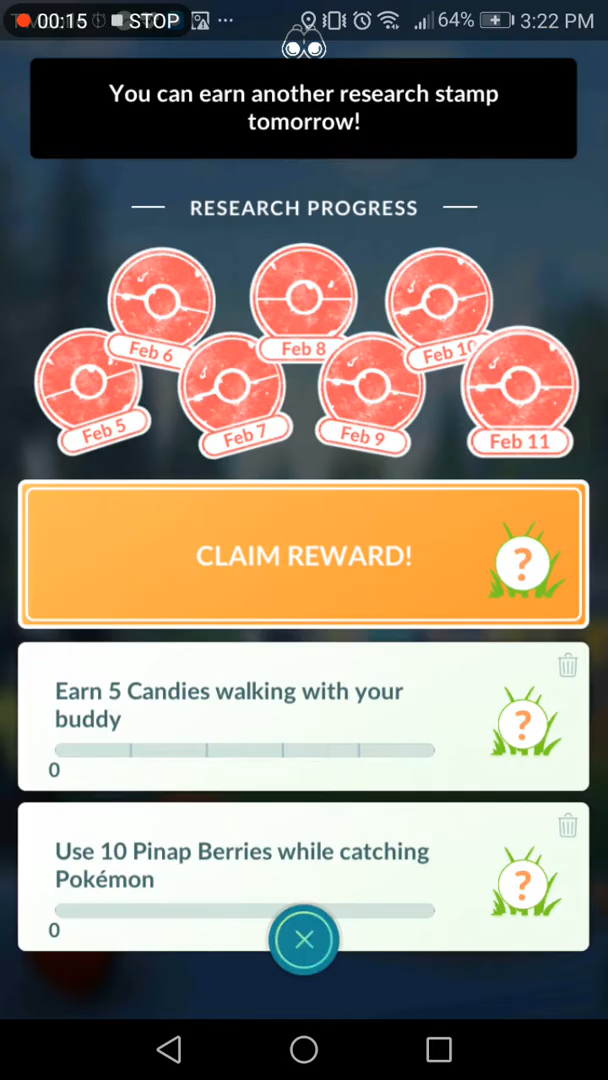 00:15 STOP 64% 3:22 PM
You can earn another research stamp
tomorrow!
RESEARCH PROGRESS
Feb 6
Feb 8
Feb 10
Feb 5
Feb 7
Feb 9
Feb 11
CLAIM REWARD!
?
Earn 5 Candies walking with your
buddy
?
0
Use 10 Pinap Berries while catching
Pokémon
?
0